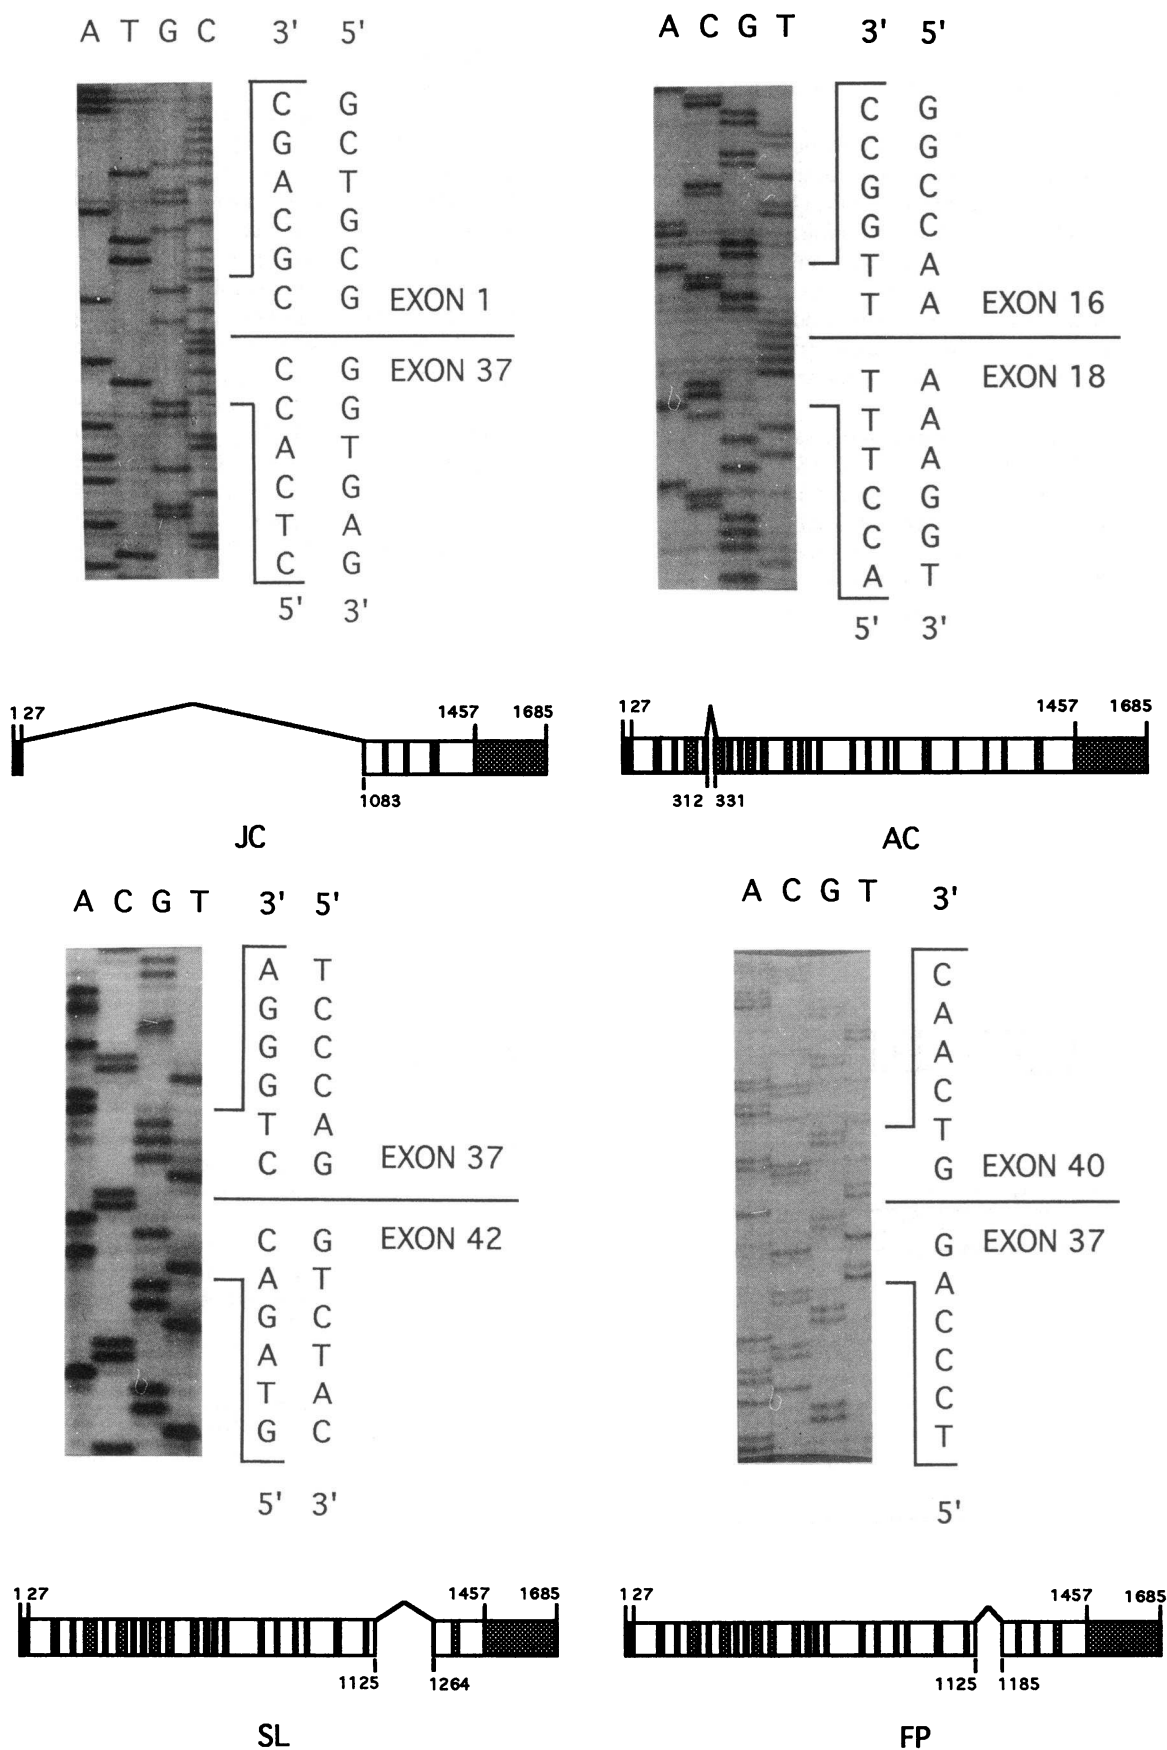 A T G C 3' 5'
C G
G C
A T
C G
G C
C G EXON 1
C G EXON 37
C G
A T
C G
T A
C G
5' 3'
1 27 1457 1685
1083
JC
A C G T 3' 5'
C G
C G
G C
G C
T A
T A EXON 16
T A EXON 18
T A
T A
C G
C G
A T
5' 3'
1 27 1457 1685
312 331
AC
A C G T 3' 5'
A T
G C
G C
G C
T A
C G EXON 37
C G EXON 42
A T
G C
A T
T A
G C
5' 3'
1 27 1457 1685
1125 1264
SL
A C G T 3'
C
A
A
C
T
G EXON 40
G EXON 37
A
C
C
C
T
5'
1 27 1457 1685
1125 1185
FP